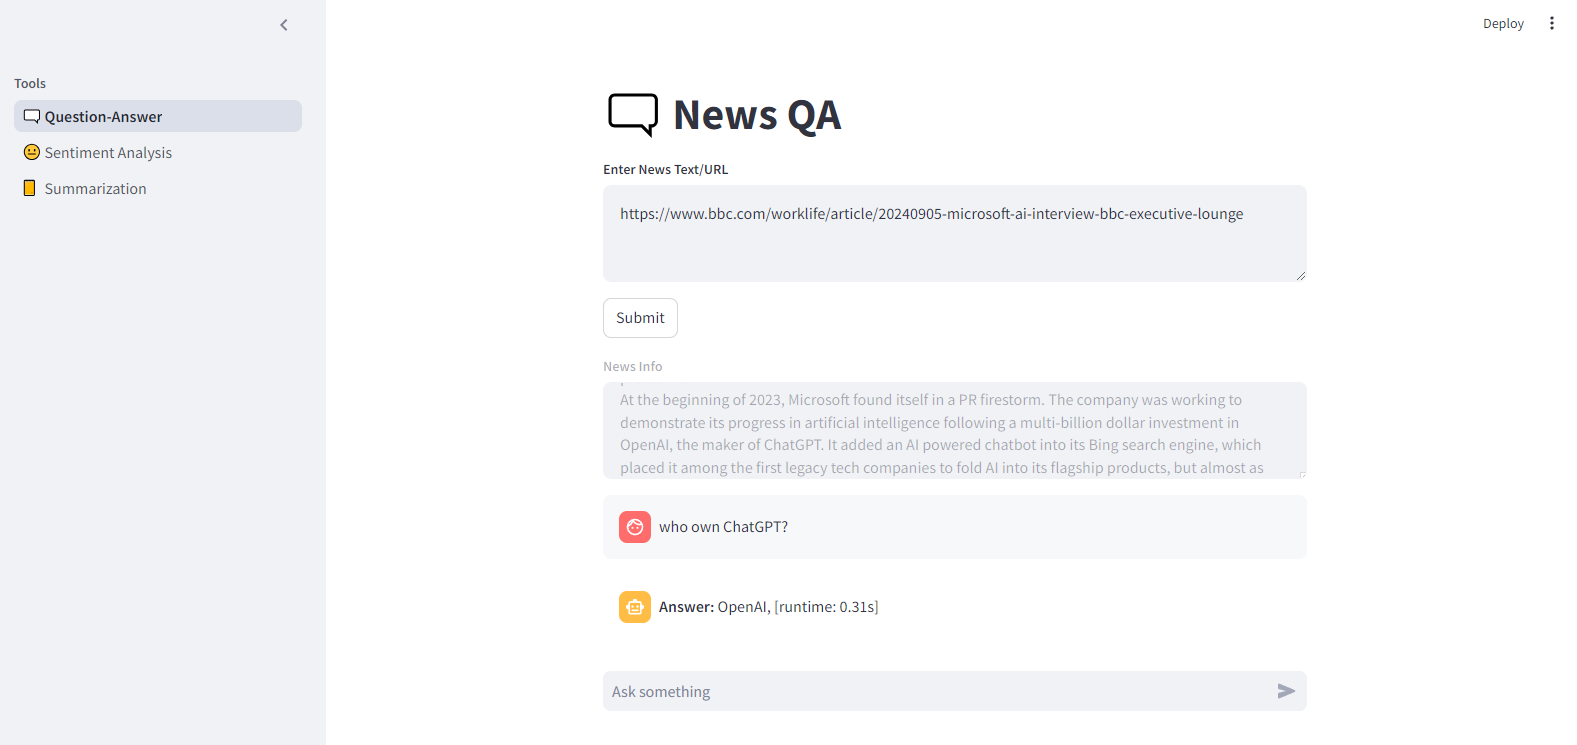 Deploy
Tools
Question-Answer
Sentiment Analysis
Summarization
News QA
Enter News Text/URL
https://www.bbc.com/worklife/article/20240905-microsoft-ai-interview-bbc-executive-lounge
Submit
News Info
At the beginning of 2023, Microsoft found itself in a PR firestorm. The company was working to
demonstrate its progress in artificial intelligence following a multi-billion dollar investment in
OpenAI, the maker of ChatGPT. It added an AI powered chatbot into its Bing search engine, which
placed it among the first legacy tech companies to fold AI into its flagship products, but almost as
who own ChatGPT?
Answer: OpenAI, [runtime: 0.31s]
Ask something